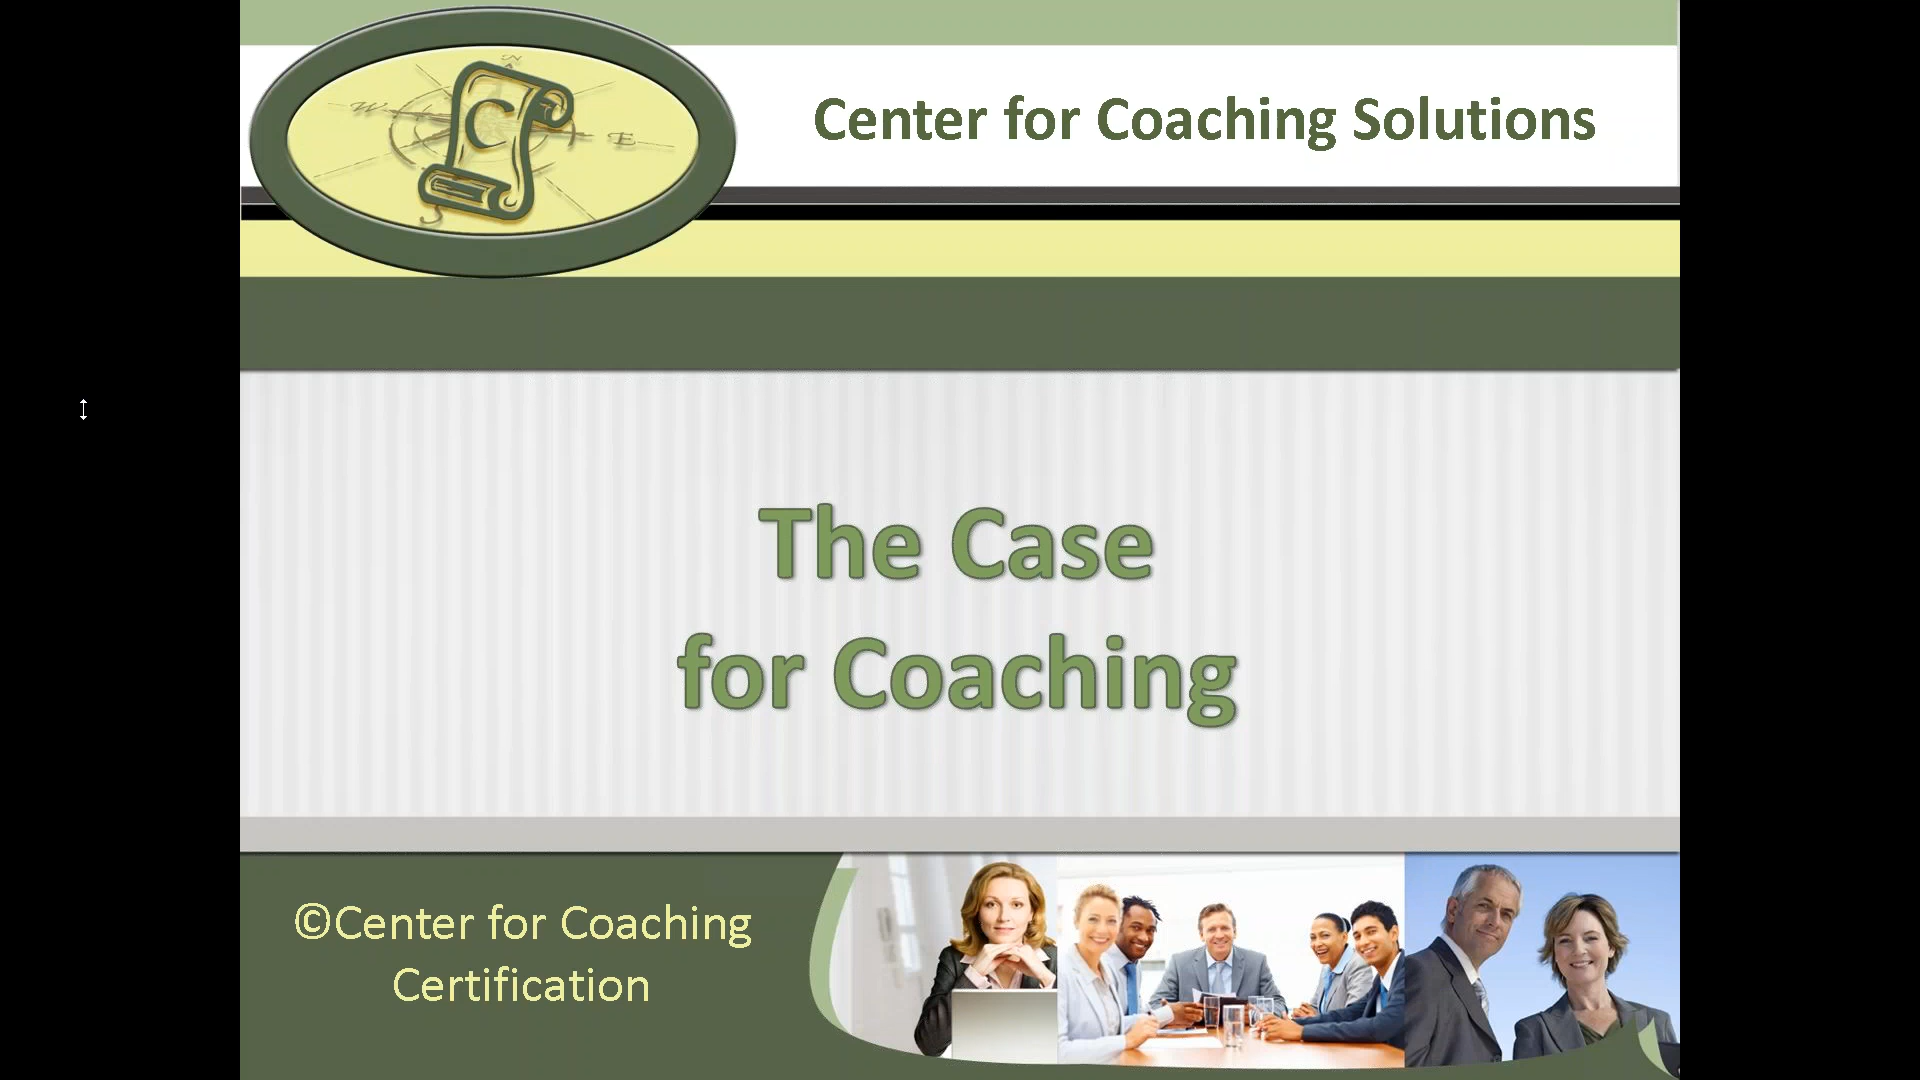 N
W
E
S
C
Center for Coaching Solutions
The Case
for Coaching
©Center for Coaching
Certification